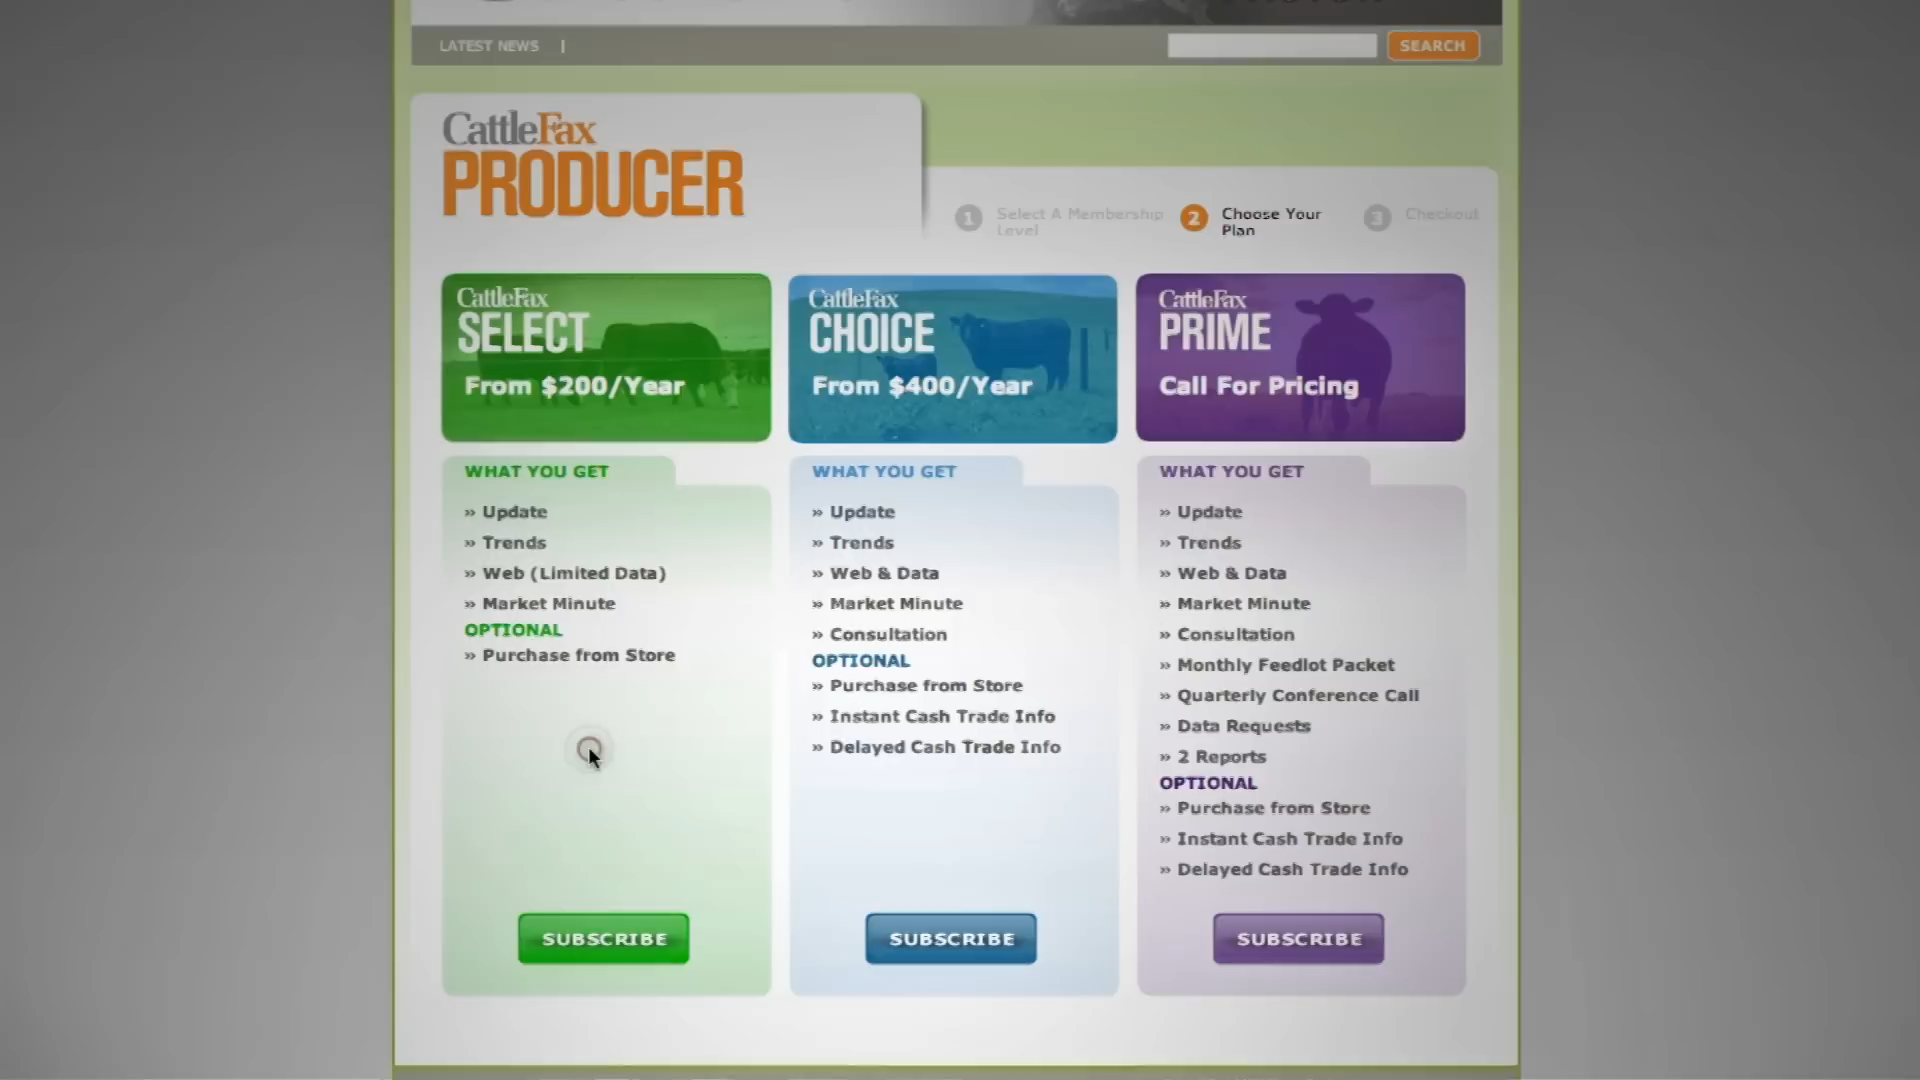 LATEST NEWS |
SEARCH
CattleFax
PRODUCER
1 Select A Membership
Level
2 Choose Your
Plan
3 Checkout
CattleFax
SELECT
From $200/Year
WHAT YOU GET
» Update
» Trends
» Web (Limited Data)
» Market Minute
OPTIONAL
» Purchase from Store
SUBSCRIBE
CattleFax
CHOICE
From $400/Year
WHAT YOU GET
» Update
» Trends
» Web & Data
» Market Minute
» Consultation
OPTIONAL
» Purchase from Store
» Instant Cash Trade Info
» Delayed Cash Trade Info
SUBSCRIBE
CattleFax
PRIME
Call For Pricing
WHAT YOU GET
» Update
» Trends
» Web & Data
» Market Minute
» Consultation
» Monthly Feedlot Packet
» Quarterly Conference Call
» Data Requests
» 2 Reports
OPTIONAL
» Purchase from Store
» Instant Cash Trade Info
» Delayed Cash Trade Info
SUBSCRIBE